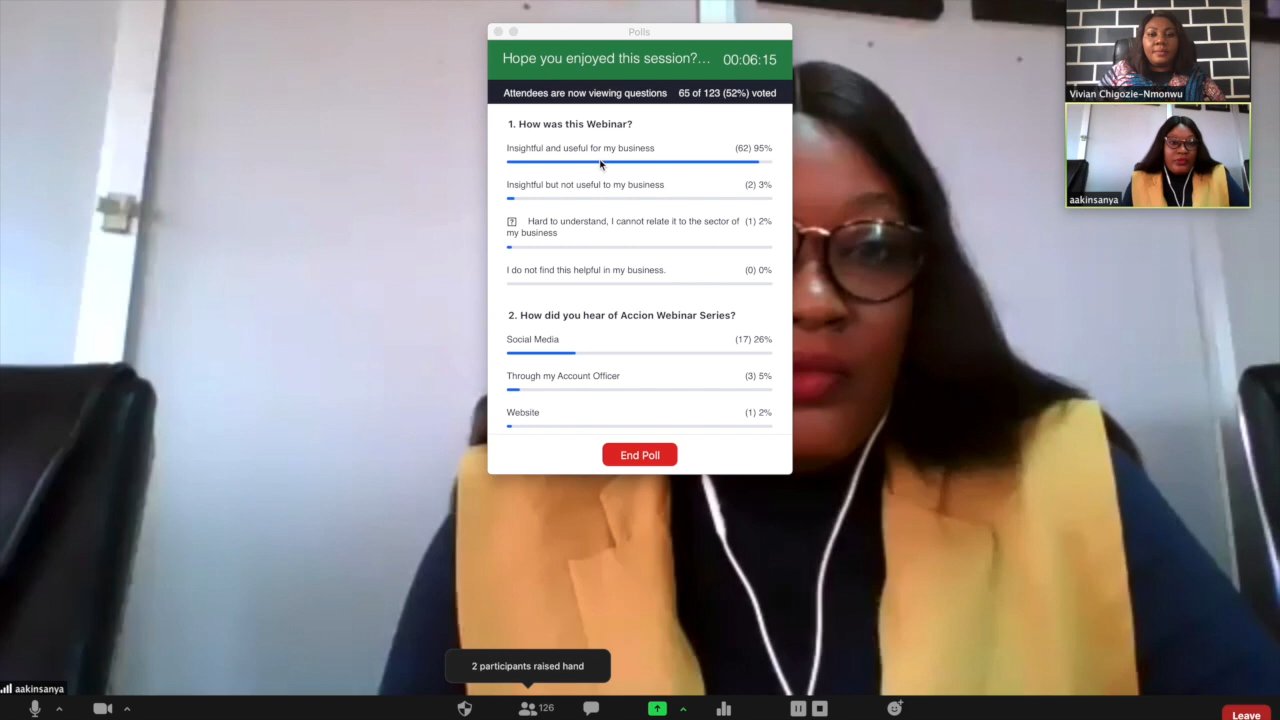 Polls
Hope you enjoyed this session?... 00:06:15
Attendees are now viewing questions 65 of 123 (52%) voted
1. How was this Webinar?
Insightful and useful for my business (62) 95%
Insightful but not useful to my business (2) 3%
Hard to understand, I cannot relate it to the sector of (1) 2%
my business
I do not find this helpful in my business. (0) 0%
2. How did you hear of Accion Webinar Series?
Social Media (17) 26%
Through my Account Officer (3) 5%
Website (1) 2%
End Poll
Vivian Chigozie-Nmonwu
aakinsanya
2 participants raised hand
aakinsanya
126
Leave